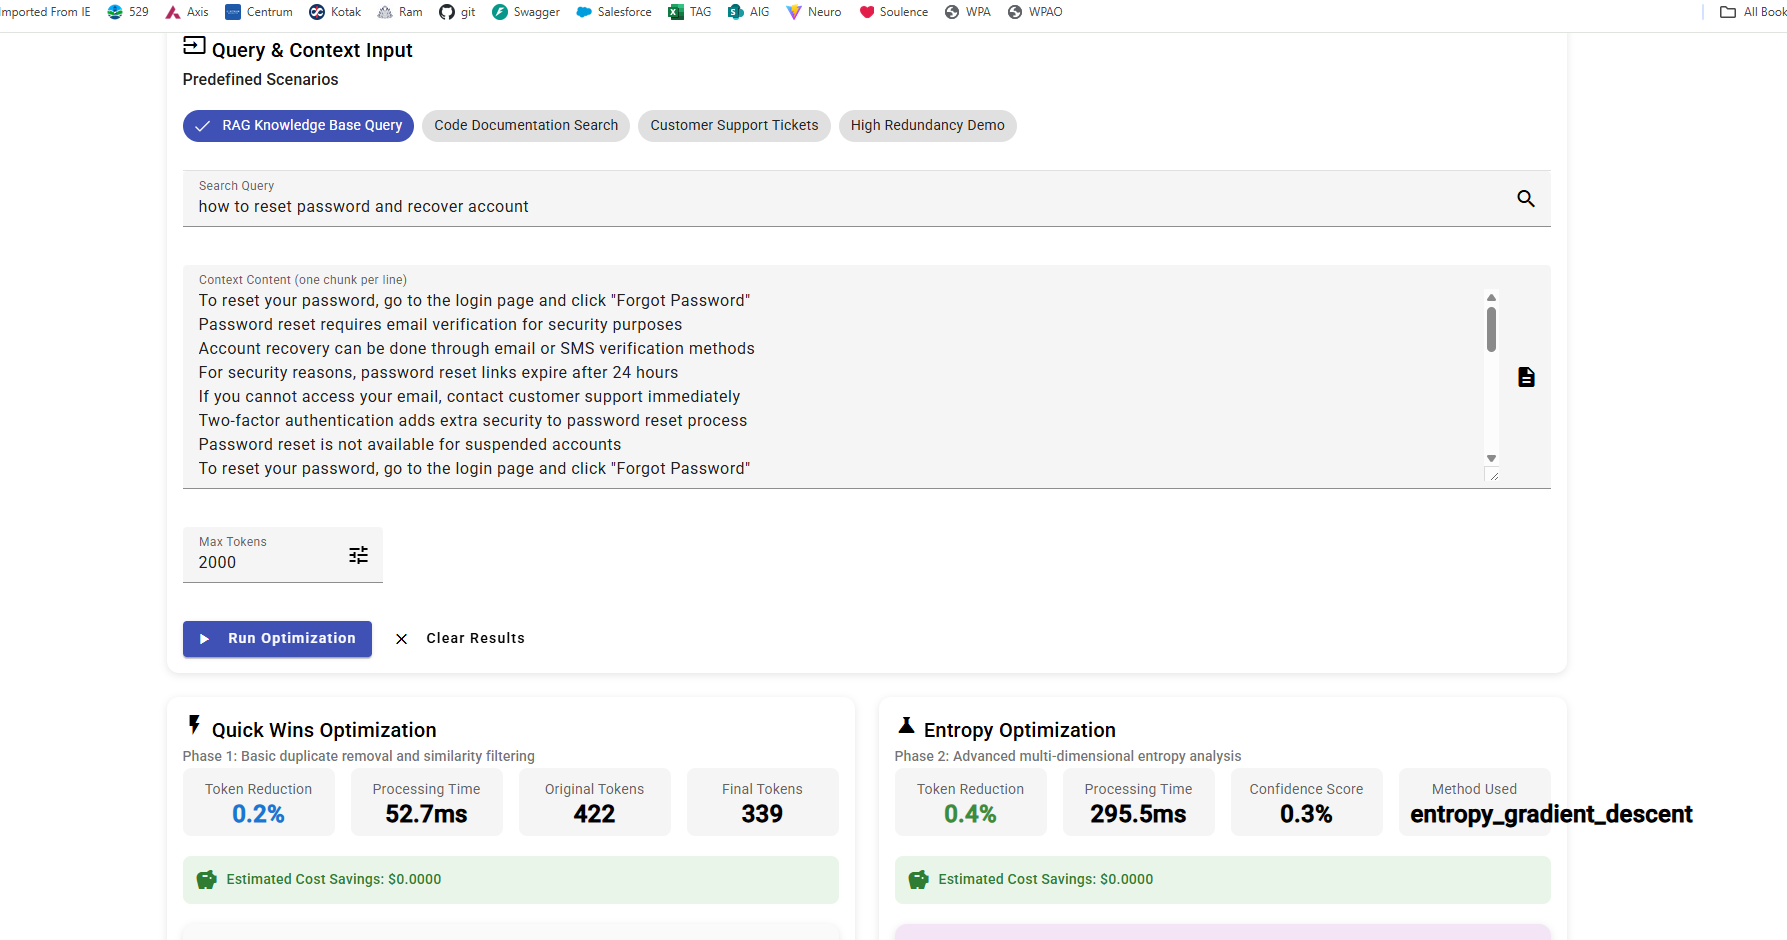 Imported From IE 529 Axis Centrum Kotak Ram git Swagger Salesforce TAG AIG Neuro Soulence WPA WPAO All Book
Query & Context Input
Predefined Scenarios
RAG Knowledge Base Query Code Documentation Search Customer Support Tickets High Redundancy Demo
Search Query
how to reset password and recover account
Context Content (one chunk per line)
To reset your password, go to the login page and click "Forgot Password"
Password reset requires email verification for security purposes
Account recovery can be done through email or SMS verification methods
For security reasons, password reset links expire after 24 hours
If you cannot access your email, contact customer support immediately
Two-factor authentication adds extra security to password reset process
Password reset is not available for suspended accounts
To reset your password, go to the login page and click "Forgot Password"
Max Tokens
2000
Run Optimization Clear Results
Quick Wins Optimization
Phase 1: Basic duplicate removal and similarity filtering
Token Reduction Processing Time Original Tokens Final Tokens
0.2% 52.7ms 422 339
Estimated Cost Savings: $0.0000
Entropy Optimization
Phase 2: Advanced multi-dimensional entropy analysis
Token Reduction Processing Time Confidence Score Method Used
0.4% 295.5ms 0.3% entropy_gradient_descent
Estimated Cost Savings: $0.0000